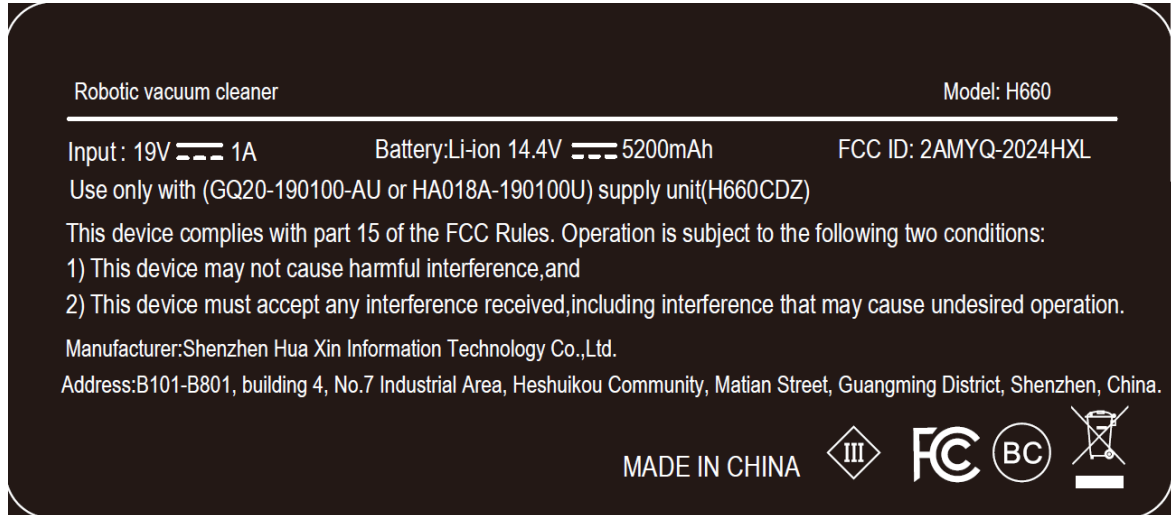 Robotic vacuum cleaner Model: H660
Input : 19V 1A Battery:Li-ion 14.4V 5200mAh FCC ID: 2AMYQ-2024HXL
Use only with (GQ20-190100-AU or HA018A-190100U) supply unit(H660CDZ)
This device complies with part 15 of the FCC Rules. Operation is subject to the following two conditions:
1) This device may not cause harmful interference,and
2) This device must accept any interference received,including interference that may cause undesired operation.
Manufacturer:Shenzhen Hua Xin Information Technology Co.,Ltd.
Address:B101-B801, building 4, No.7 Industrial Area, Heshuikou Community, Matian Street, Guangming District, Shenzhen, China.
MADE IN CHINA III FC BC